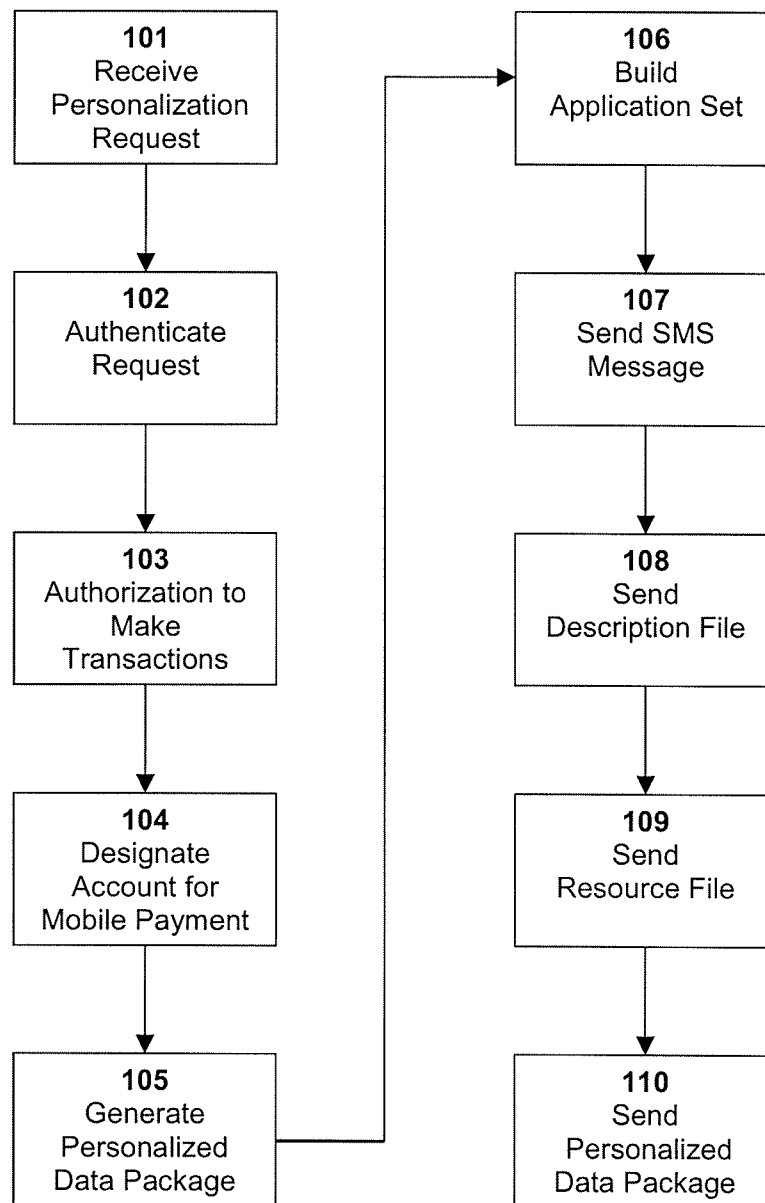 101
Receive
Personalization
Request
102
Authenticate
Request
103
Authorization to
Make
Transactions
104
Designate
Account for
Mobile Payment
105
Generate
Personalized
Data Package
106
Build
Application Set
107
Send SMS
Message
108
Send
Description File
109
Send
Resource File
110
Send
Personalized
Data Package